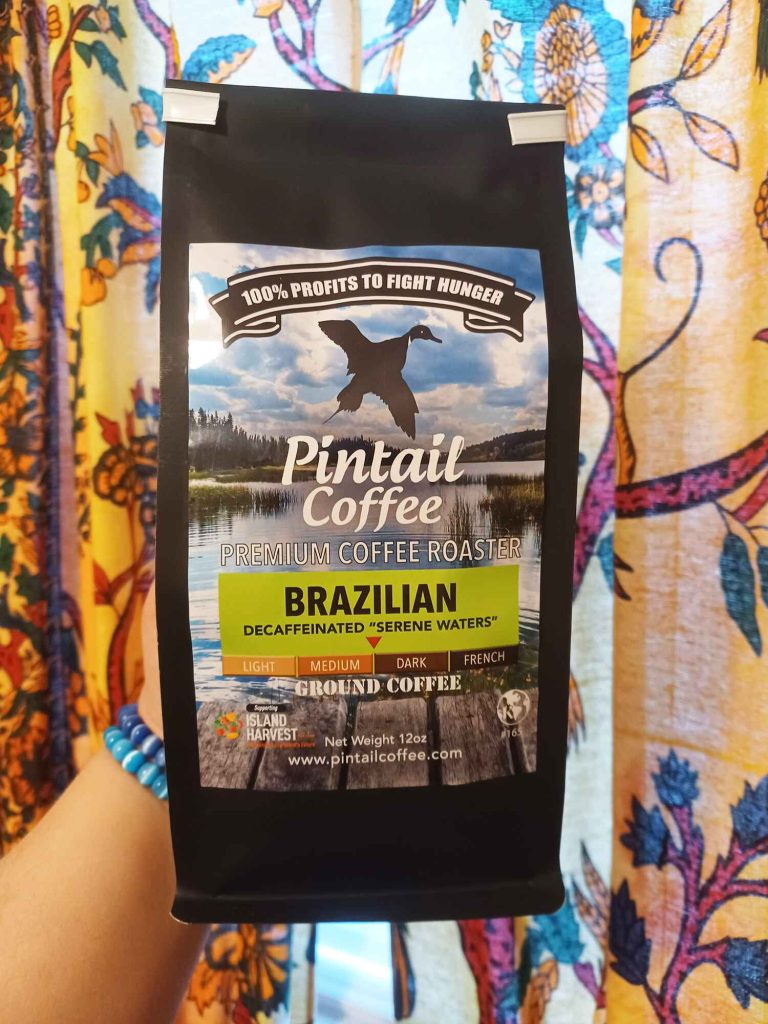 100% PROFITS TO FIGHT HUNGER
Pintail
Coffee
PREMIUM COFFEE ROASTER
BRAZILIAN
DECAFFEINATED "SERENE WATERS"
LIGHT MEDIUM DARK FRENCH
GROUND COFFEE
Supporting
ISLAND
HARVEST
Net Weight 12oz
www.pintailcoffee.com
#165